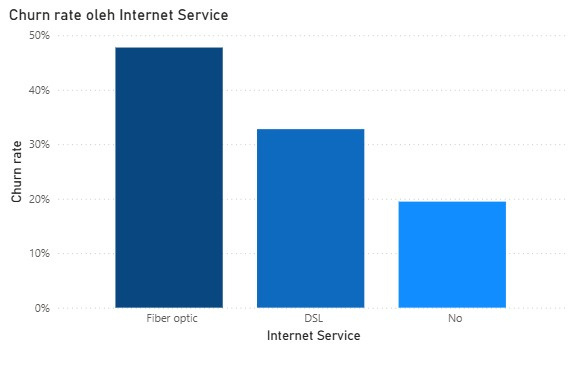 Churn rate oleh Internet Service
50%
40%
30%
20%
10%
0%
Churn rate
Fiber optic DSL No
Internet Service